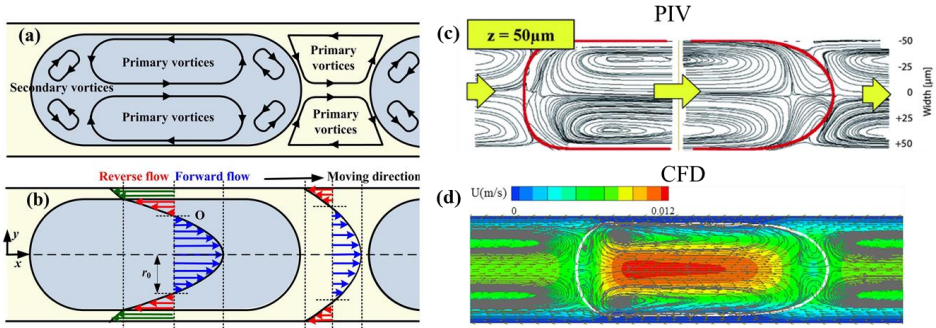 (a)
Primary vortices
Primary
vortices
Secondary vortices
Primary vortices
Primary
vortices
(b)
Reverse flow
Forward flow
Moving direction
O
y
x
r₀
PIV
(c)
z = 50μm
-50
-25
0
+25
+50
Width [μm]
CFD
(d)
U(m/s)
0
0.012